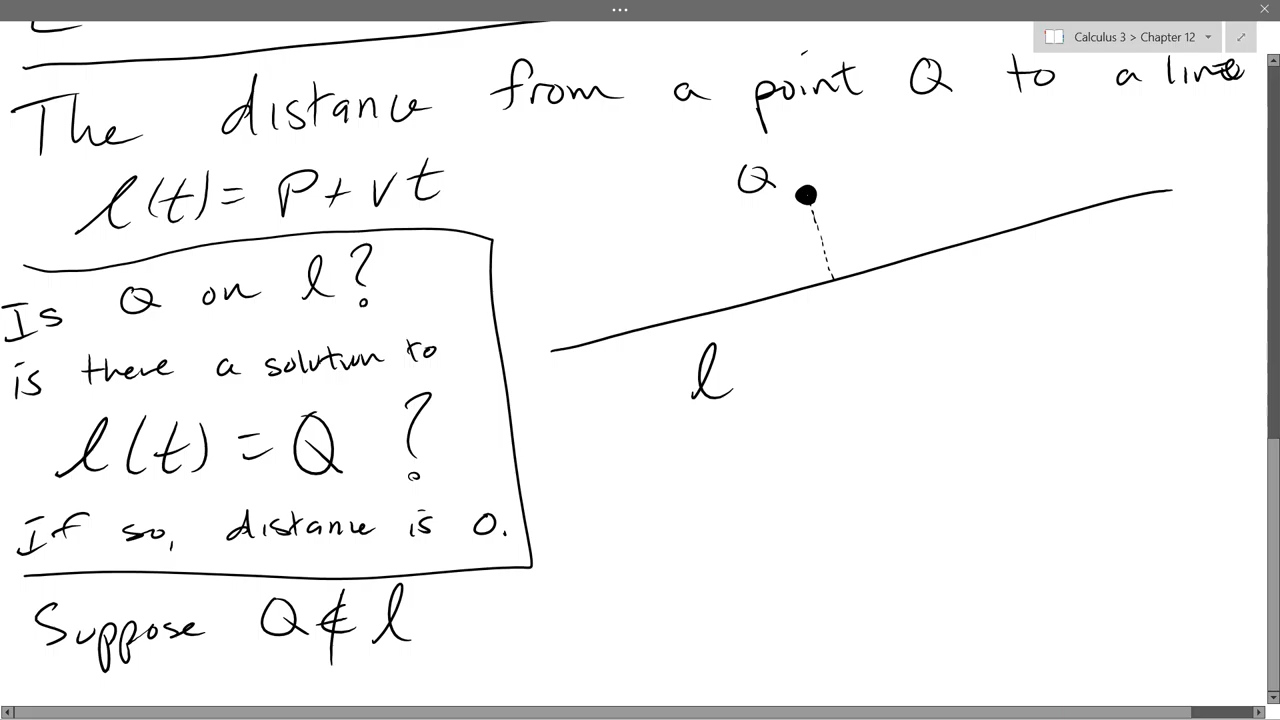 Calculus 3 > Chapter 12
The distance from a point Q to a line
l(t) = P + vt
Q
Is Q on l?
is there a solution to
l(t) = Q ?
If so, distance is 0.
l
Suppose Q ∉ l